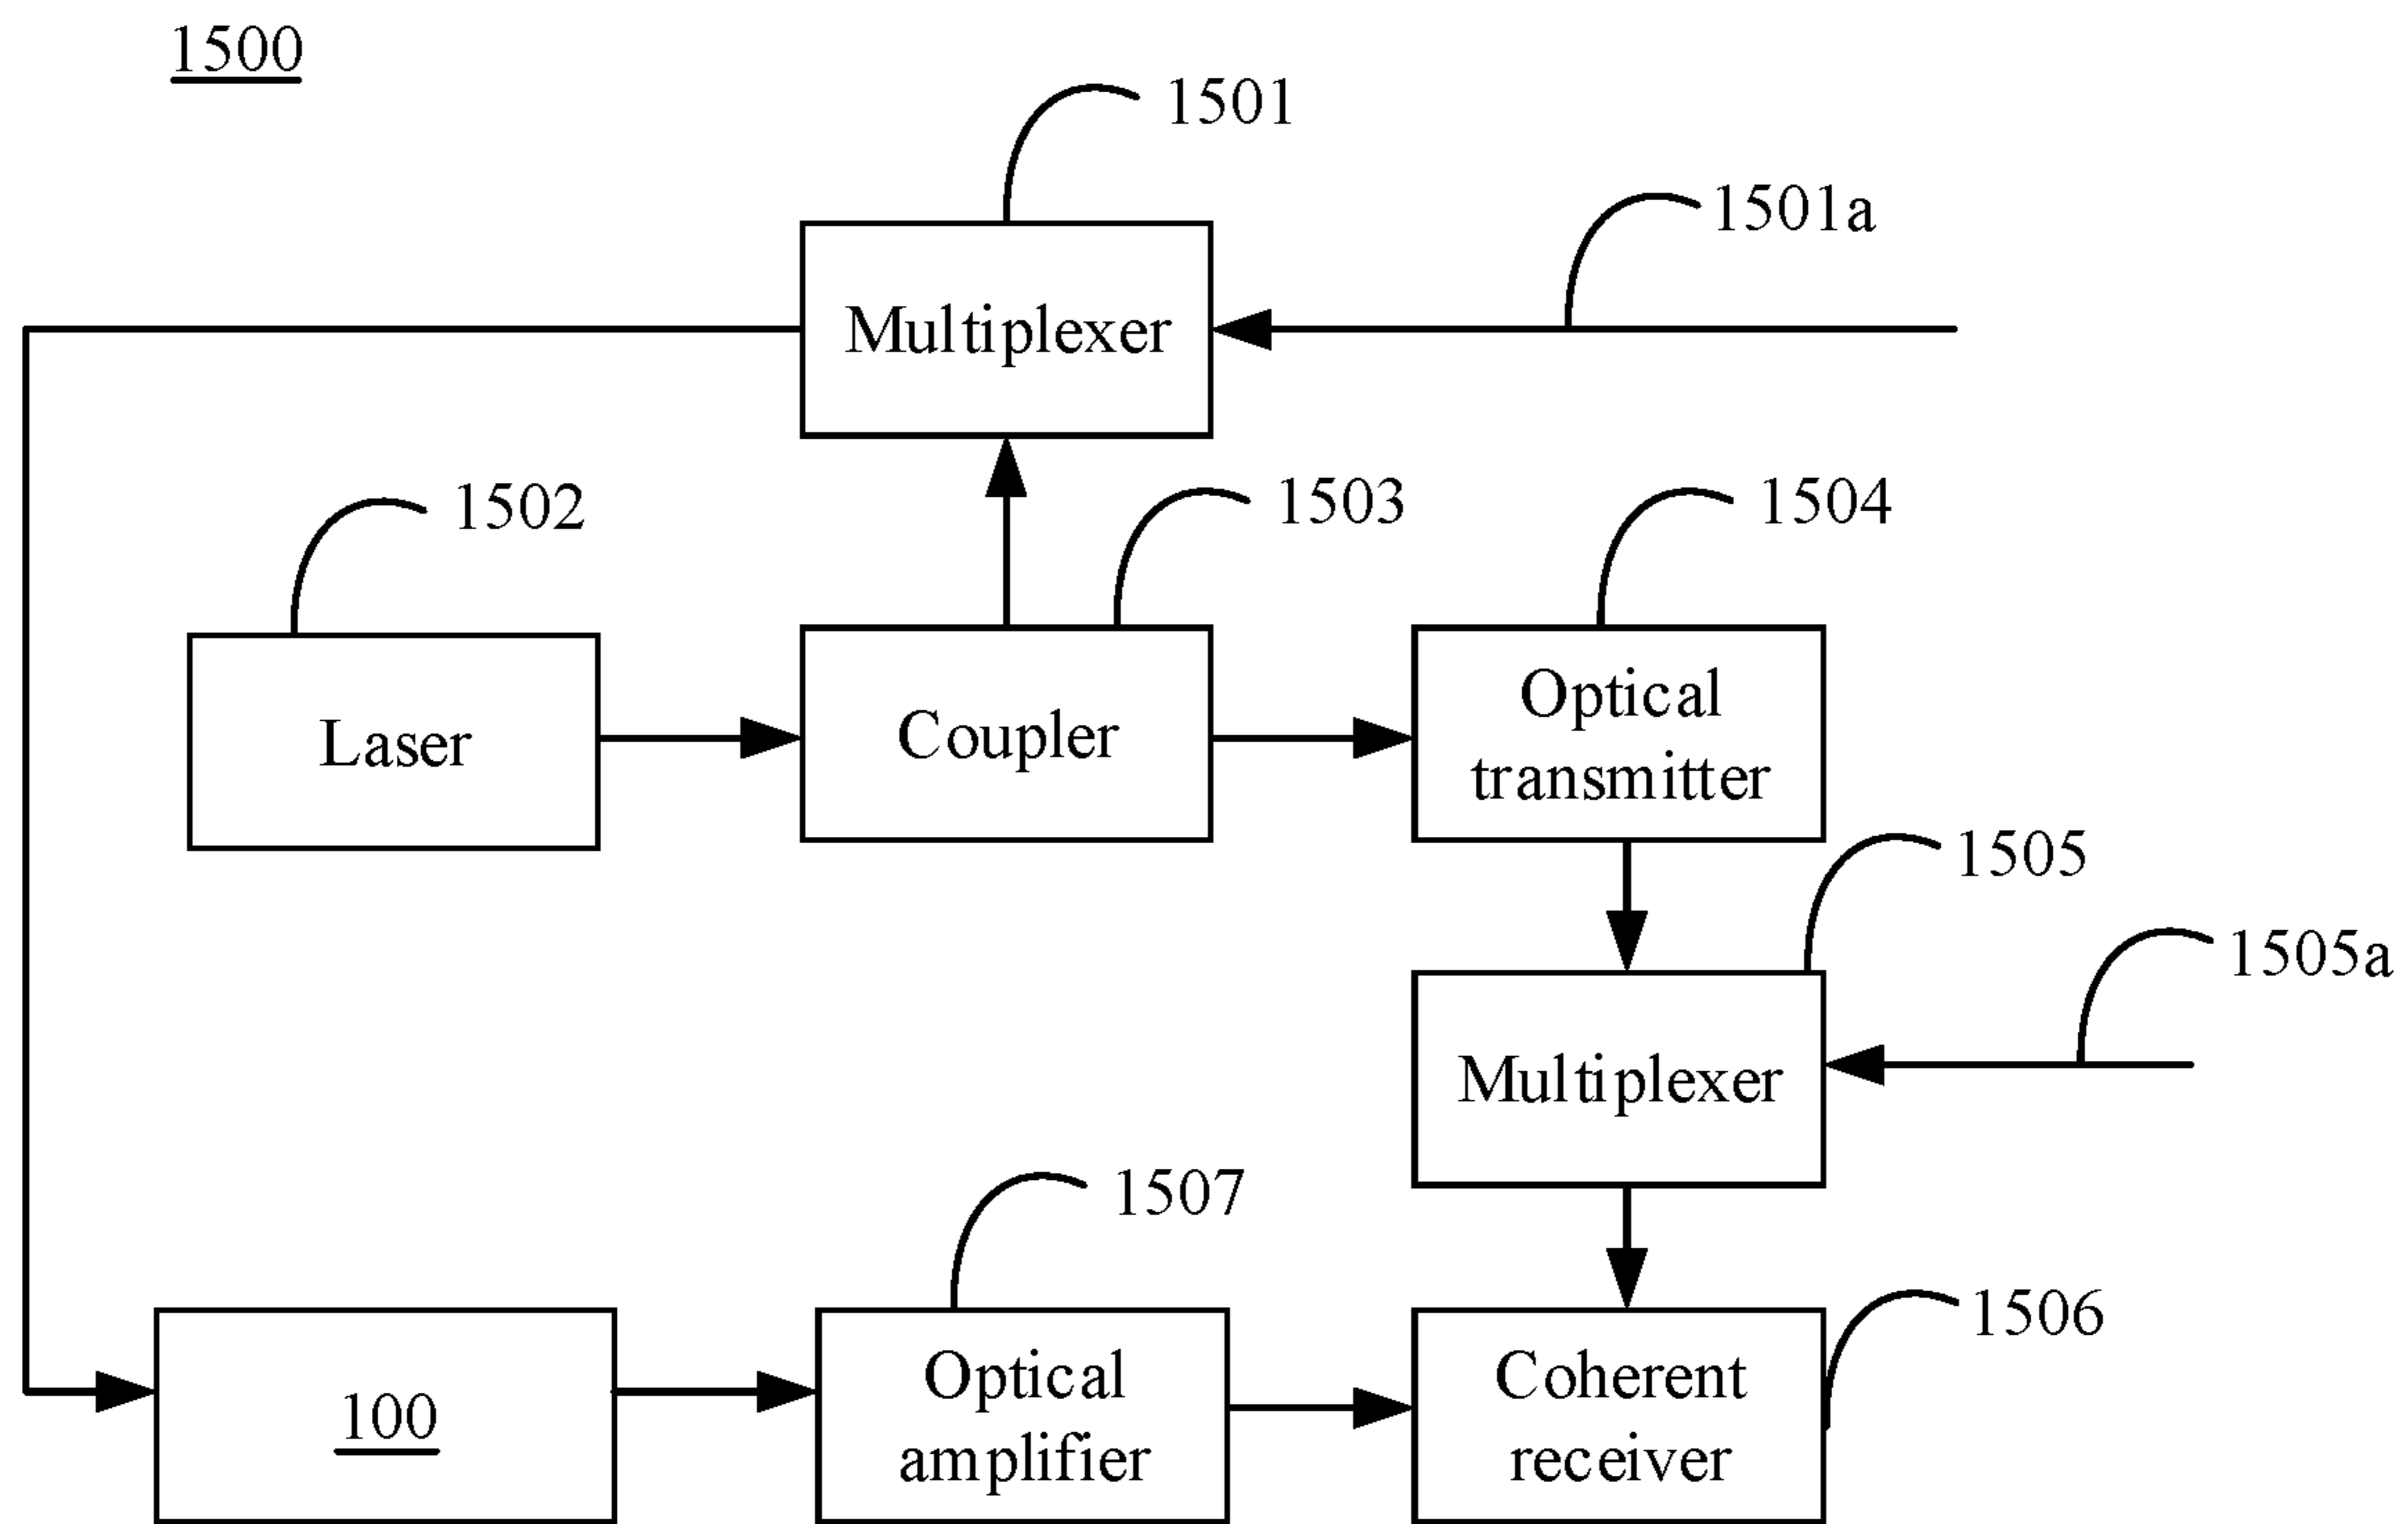 1500
1501
1501a
Multiplexer
1502
1503
1504
Laser
Coupler
Optical
transmitter
1505
1505a
Multiplexer
1507
1506
100
Optical
amplifier
Coherent
receiver